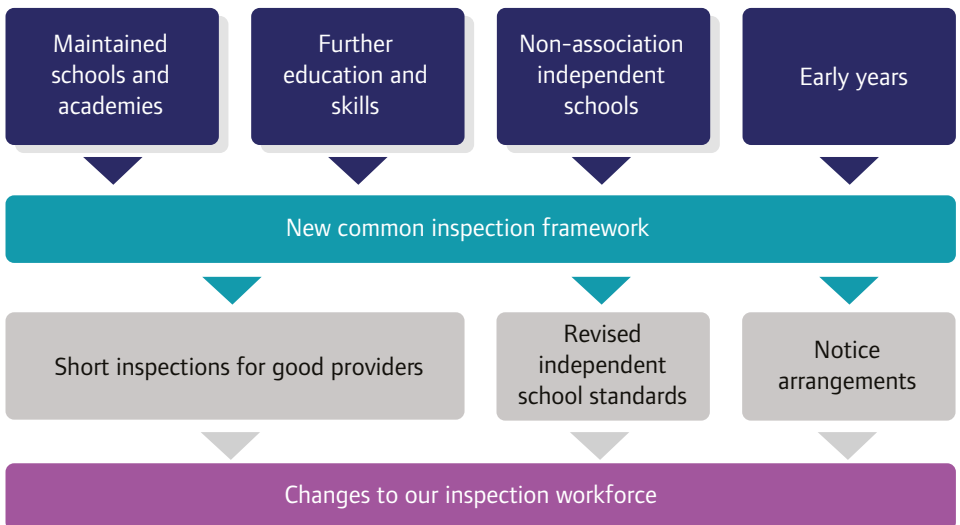 Maintained
schools and
academies
Further
education and
skills
Non-association
independent
schools
Early years
New common inspection framework
Short inspections for good providers
Revised
independent
school standards
Notice
arrangements
Changes to our inspection workforce